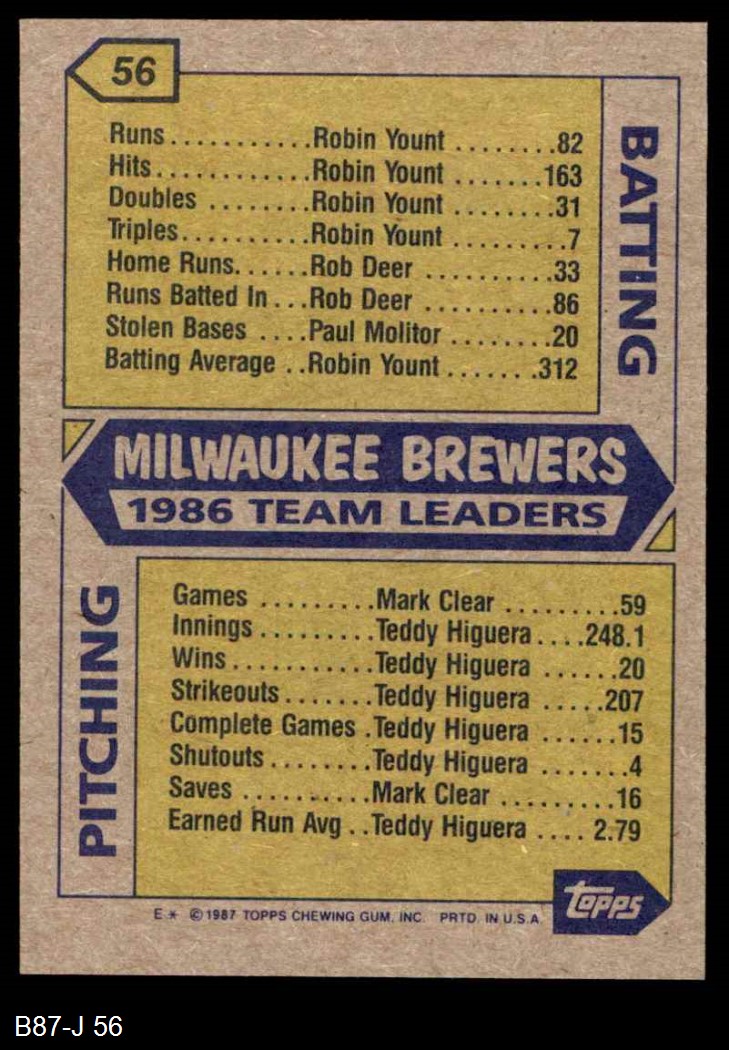 56
BATTING
Runs...........Robin Yount ........82
Hits............Robin Yount .......163
Doubles ........Robin Yount ........31
Triples..........Robin Yount .........7
Home Runs......Rob Deer ..........33
Runs Batted In...Rob Deer ..........86
Stolen Bases ....Paul Molitor ........20
Batting Average ..Robin Yount .......312
MILWAUKEE BREWERS
1986 TEAM LEADERS
PITCHING
Games .........Mark Clear .........59
Innings..........Teddy Higuera....248.1
Wins...........Teddy Higuera ......20
Strikeouts.......Teddy Higuera .....207
Complete Games .Teddy Higuera ......15
Shutouts........Teddy Higuera .......4
Saves ..........Mark Clear .........16
Earned Run Avg ..Teddy Higuera .... 2.79
topps
E * ©1987 TOPPS CHEWING GUM, INC. PRTD. IN U.S.A.
B87-J 56